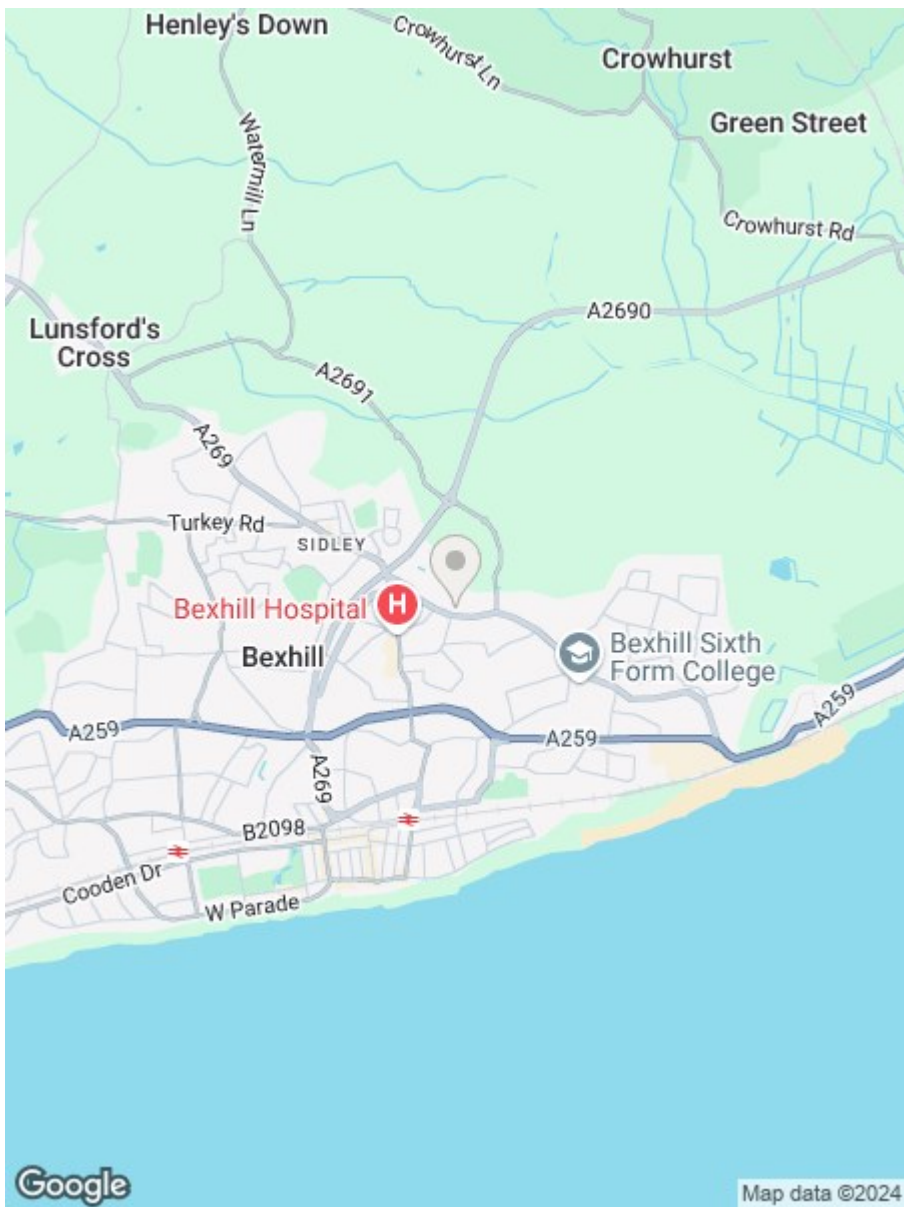 Henley's Down
Crowhurst Ln
Crowhurst
Green Street
Watermill Ln
Crowhurst Rd
A2690
Lunsford's
Cross
A2691
A269
Turkey Rd
SIDLEY
Bexhill Hospital
H
Bexhill
Bexhill Sixth
Form College
A259
A259
A259
A269
B2098
Cooden Dr
W Parade
Google
Map data ©2024